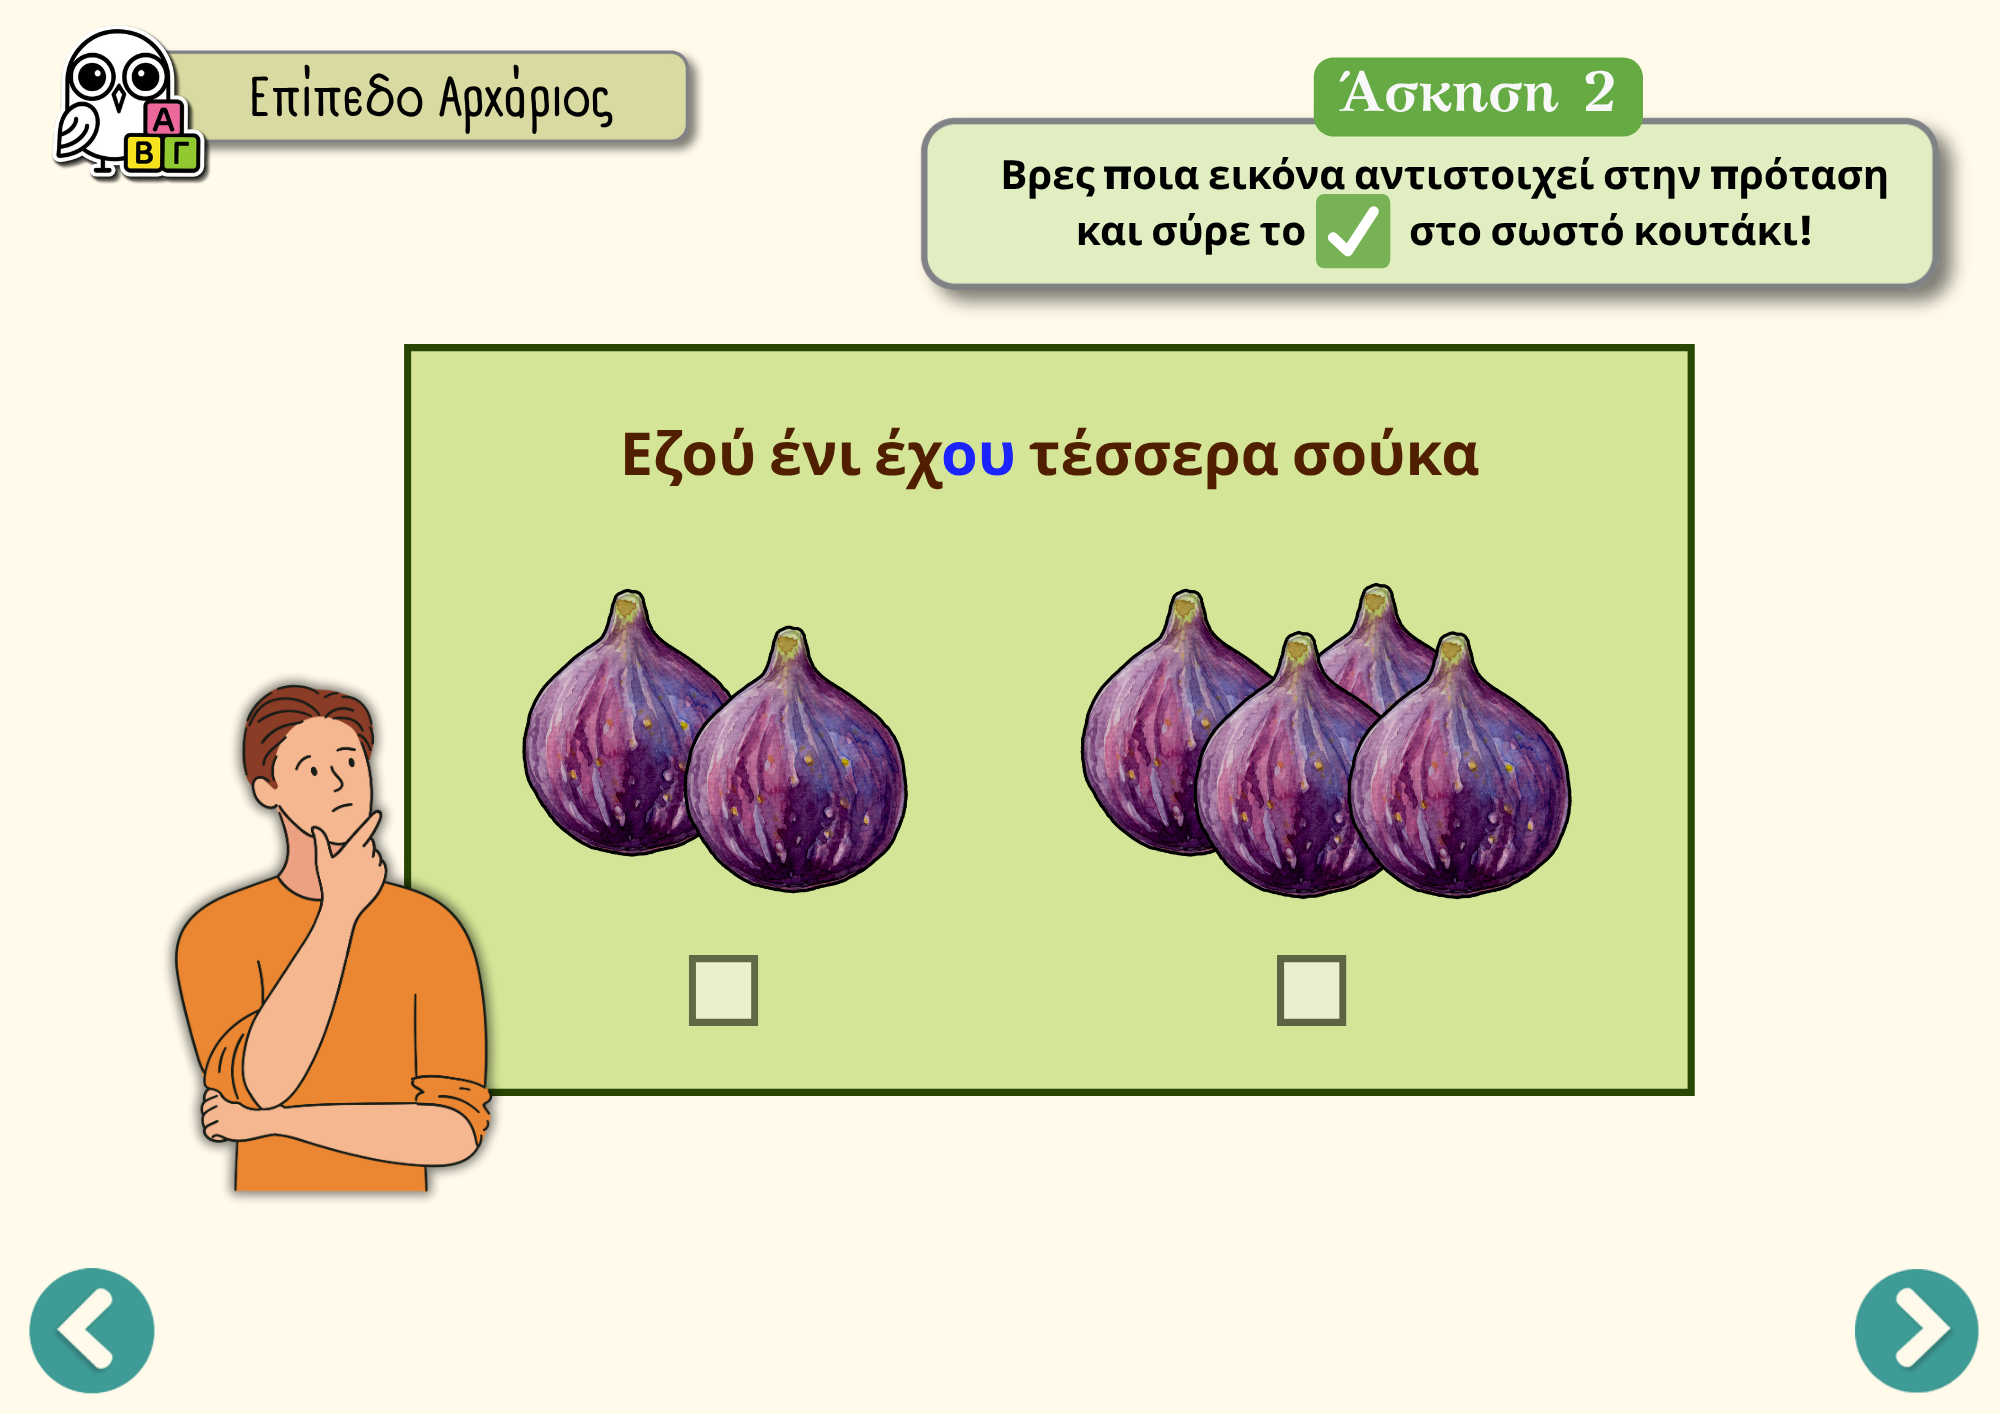 Επίπεδο Αρχάριος
Α
Β Γ
Άσκηση 2
Βρες ποια εικόνα αντιστοιχεί στην πρόταση
και σύρε το στο σωστό κουτάκι!
Εζού ένι έχου τέσσερα σούκα